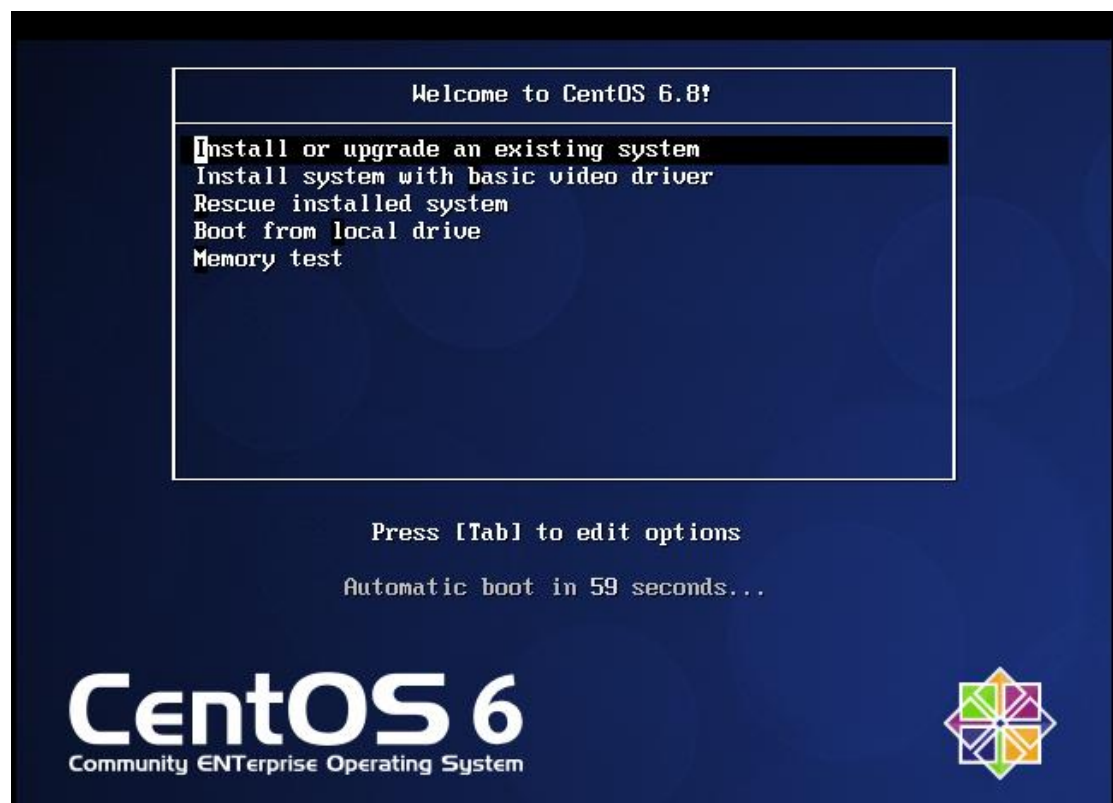 Welcome to CentOS 6.8!
Install or upgrade an existing system
Install system with basic video driver
Rescue installed system
Boot from local drive
Memory test
Press [Tab] to edit options
Automatic boot in 59 seconds...
CentOS 6
Community ENTerprise Operating System